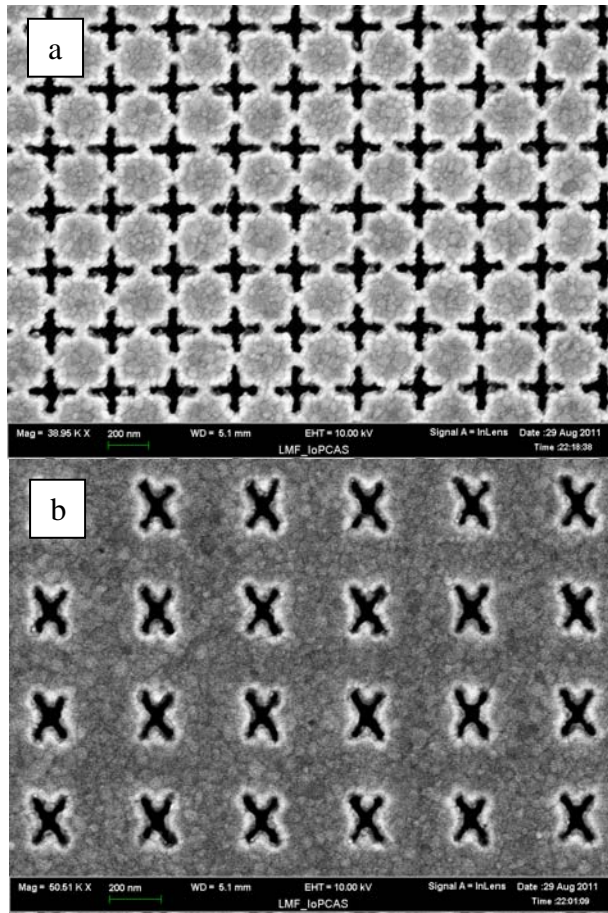 a
Mag = 38.95 K X 200 nm WD = 5.1 mm EHT = 10.00 kV Signal A = InLens Date :29 Aug 2011
LMF_IoPCAS Time :22:18:38
b
Mag = 50.51 K X 200 nm WD = 5.1 mm EHT = 10.00 kV Signal A = InLens Date :29 Aug 2011
LMF_IoPCAS Time :22:01:09